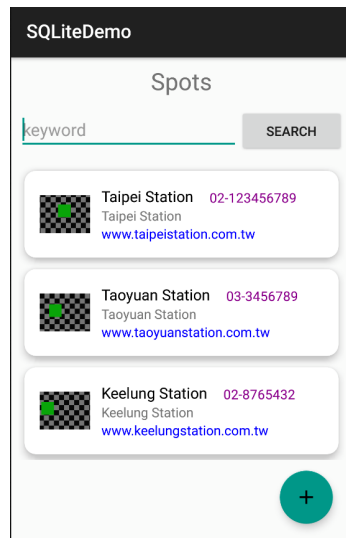 SQLiteDemo
Spots
keyword
SEARCH
Taipei Station 02-123456789
Taipei Station
www.taipeistation.com.tw
Taoyuan Station 03-3456789
Taoyuan Station
www.taoyuanstation.com.tw
Keelung Station 02-8765432
Keelung Station
www.keelungstation.com.tw
+